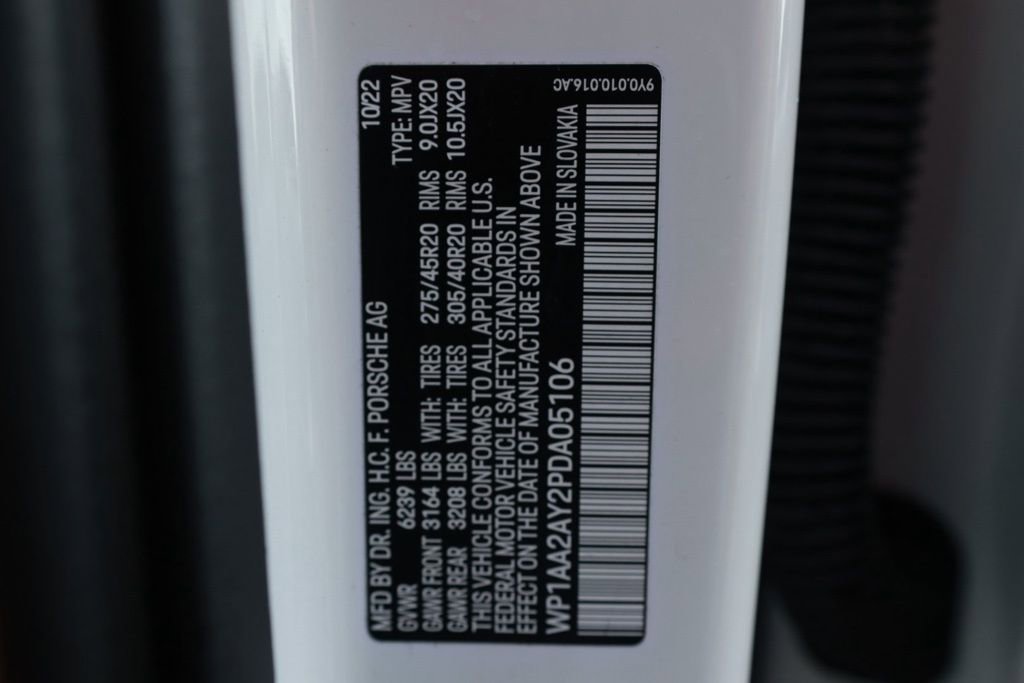 MFD BY DR. ING. H.C. F. PORSCHE AG 10/22
GVWR 6239 LBS TYPE: MPV
GAWR FRONT 3164 LBS WITH: TIRES 275/45R20 RIMS 9.0JX20
GAWR REAR 3208 LBS WITH: TIRES 305/40R20 RIMS 10.5JX20
THIS VEHICLE CONFORMS TO ALL APPLICABLE U.S.
FEDERAL MOTOR VEHICLE SAFETY STANDARDS IN
EFFECT ON THE DATE OF MANUFACTURE SHOWN ABOVE
WP1AA2AY2PDA05106 MADE IN SLOVAKIA
9Y0.010.016.AC